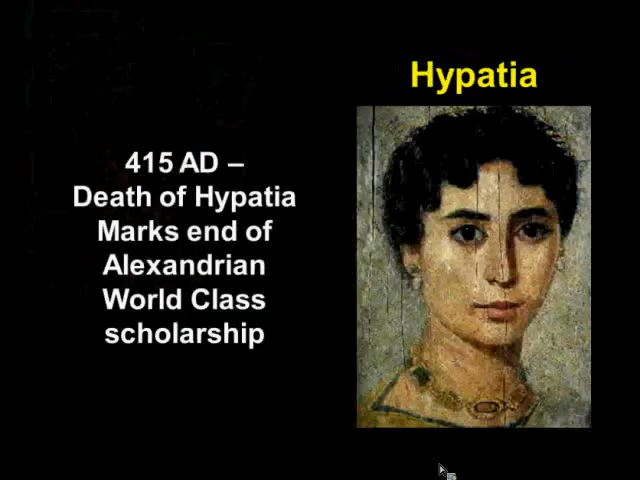 Hypatia
415 AD –
Death of Hypatia
Marks end of
Alexandrian
World Class
scholarship